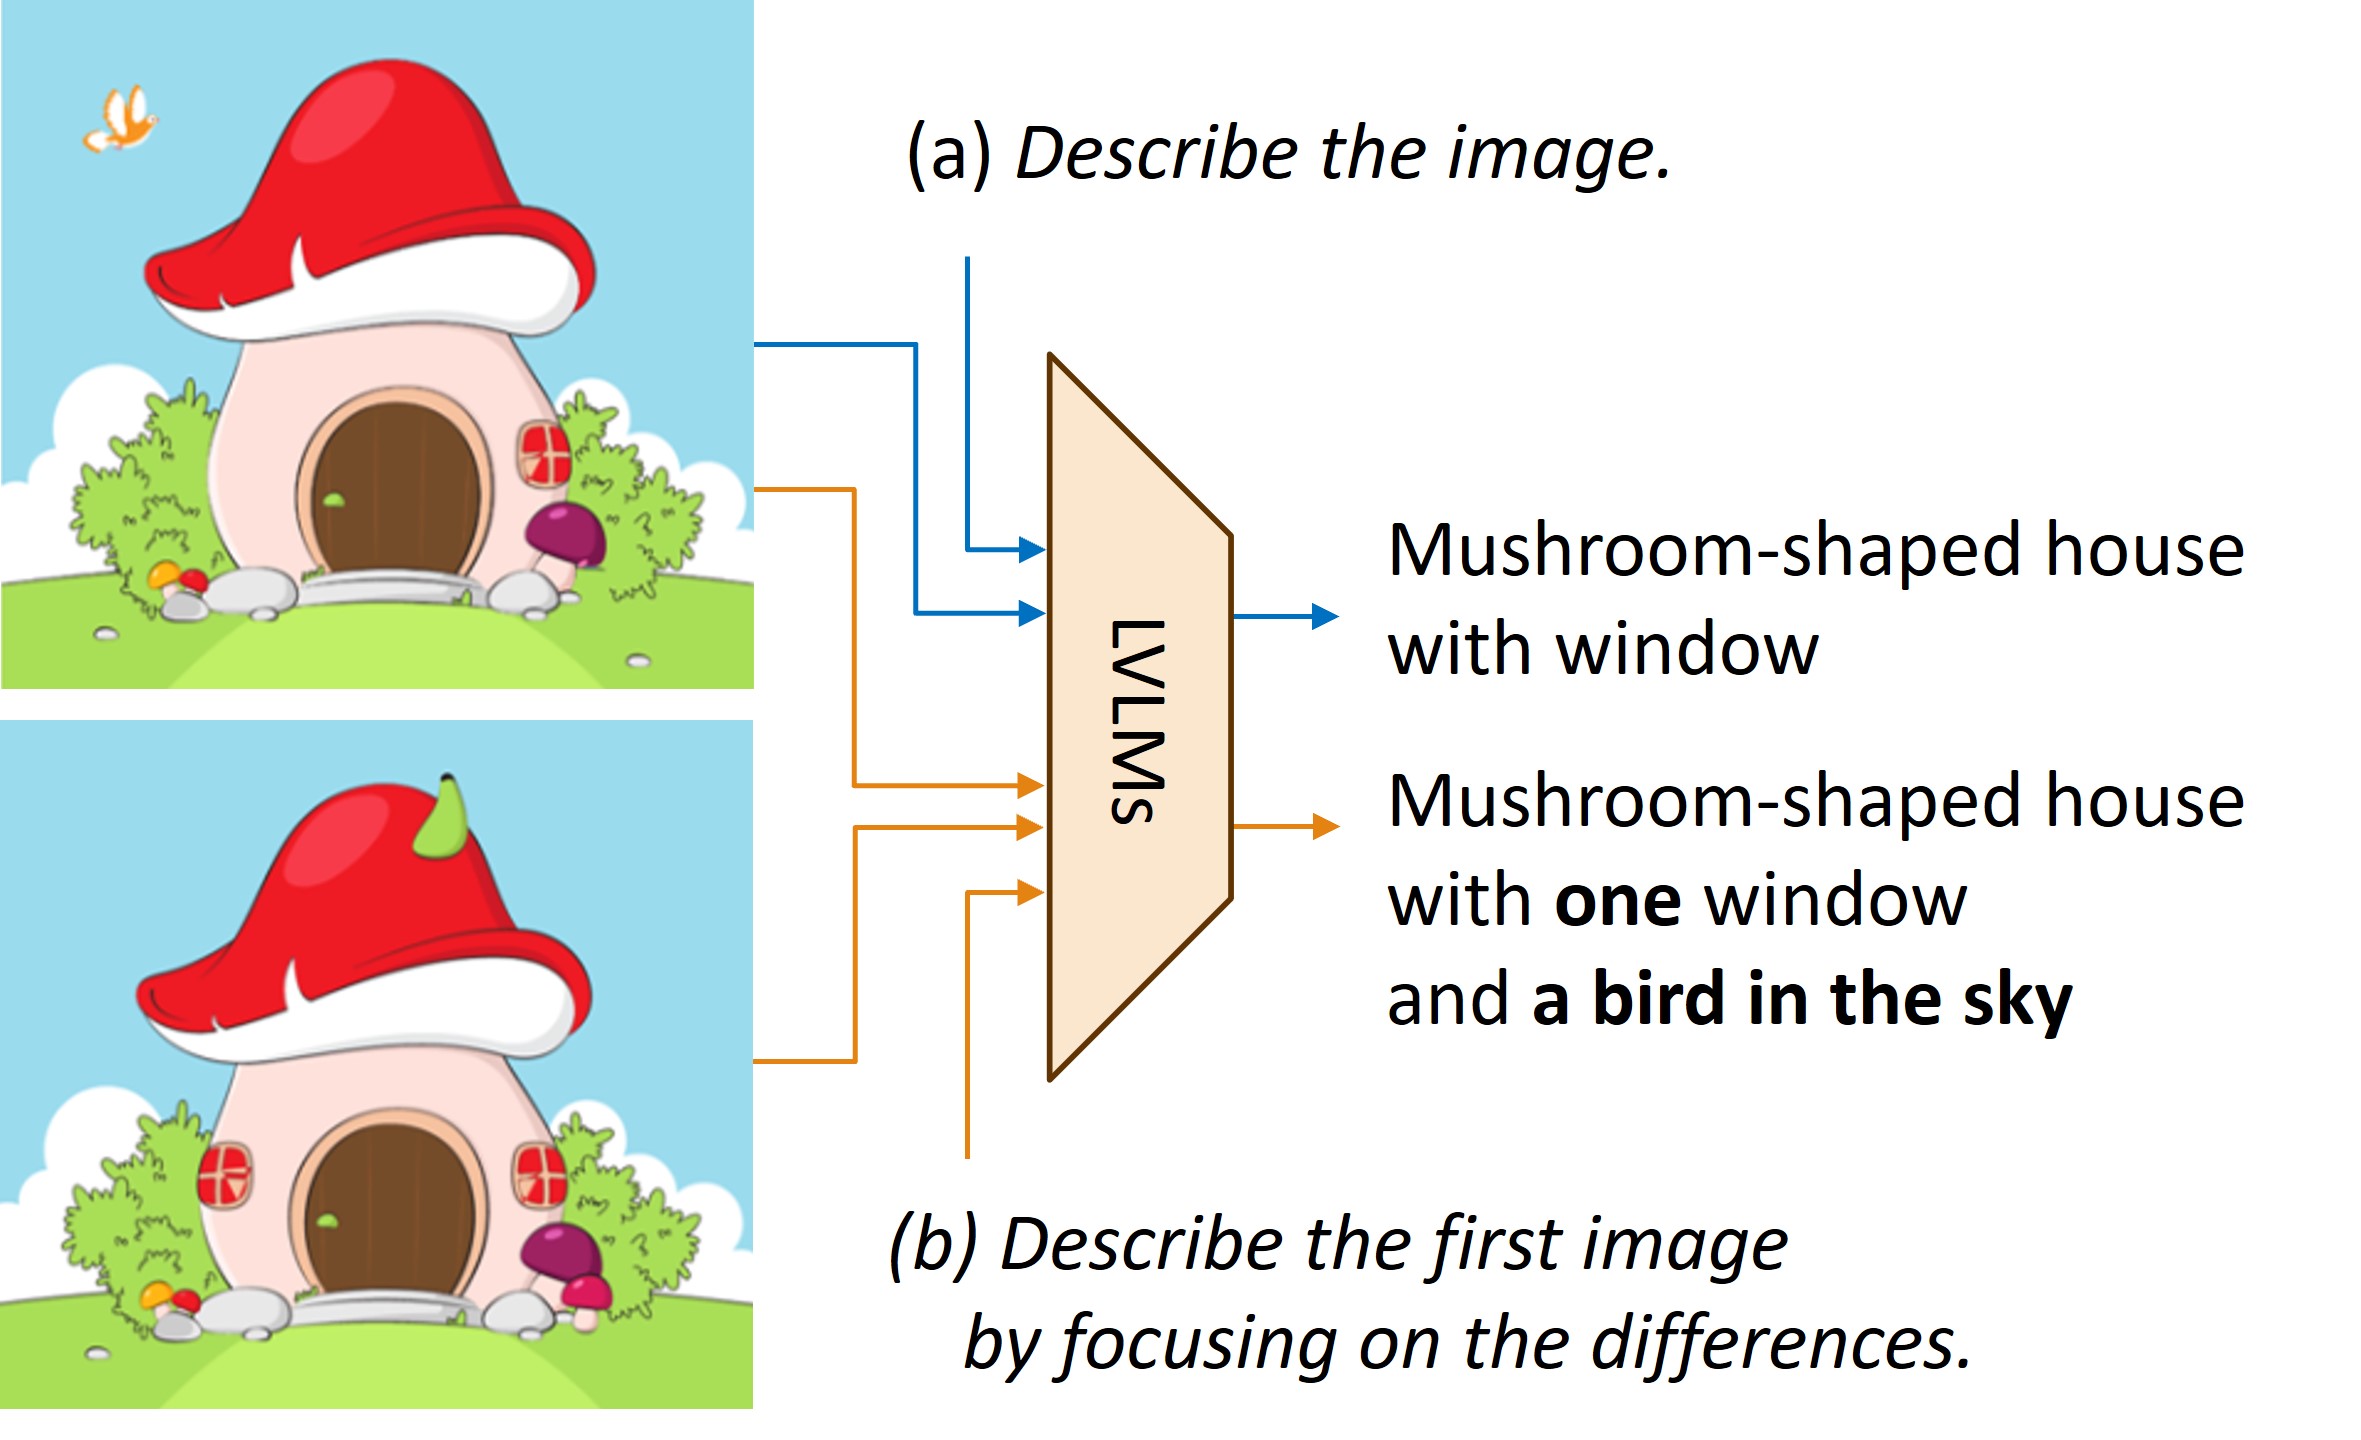 (a) Describe the image.
LVLMs
Mushroom-shaped house
with window
Mushroom-shaped house
with one window
and a bird in the sky
(b) Describe the first image
by focusing on the differences.